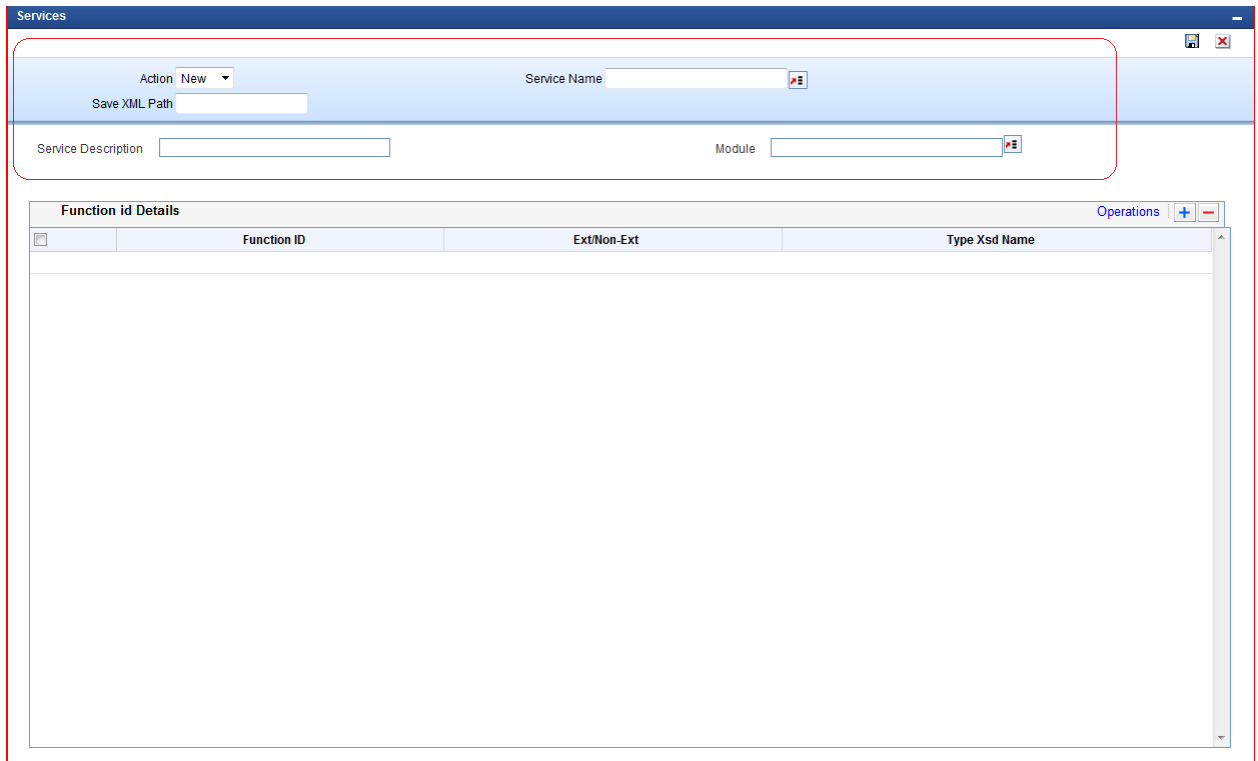 Services
Action New Service Name
Save XML Path
Service Description Module
Function id Details Operations
Function ID Ext/Non-Ext Type Xsd Name